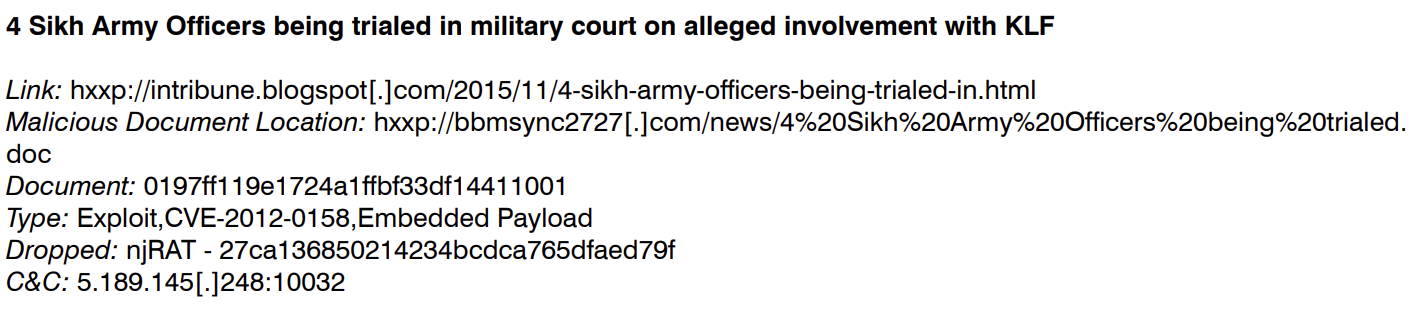 4 Sikh Army Officers being trialed in military court on alleged involvement with KLF
Link: hxxp://intribune.blogspot[.]com/2015/11/4-sikh-army-officers-being-trialed-in.html
Malicious Document Location: hxxp://bbmsync2727[.]com/news/4%20Sikh%20Army%20Officers%20being%20trialed.
doc
Document: 0197ff119e1724a1ffbf33df14411001
Type: Exploit,CVE-2012-0158,Embedded Payload
Dropped: njRAT - 27ca136850214234bcdca765dfaed79f
C&C: 5.189.145[.]248:10032